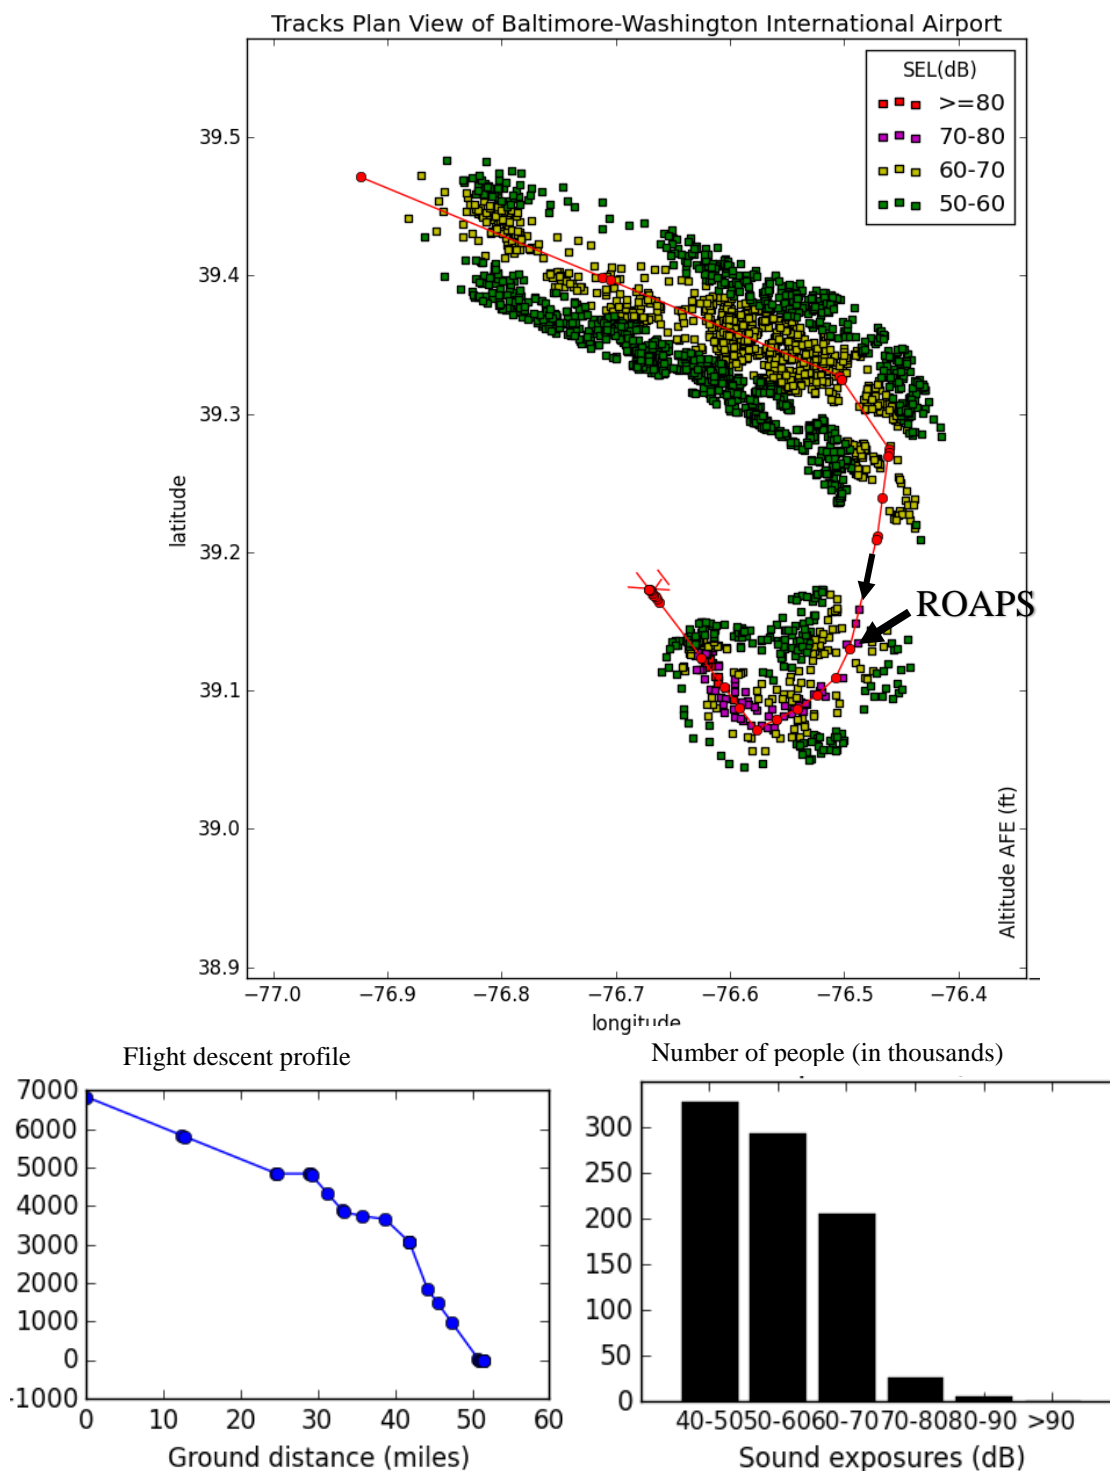 Tracks Plan View of Baltimore-Washington International Airport
SEL(dB)
>=80
70-80
60-70
50-60
39.5
39.4
39.3
39.2
39.1
39.0
38.9
latitude
ROAPS
Altitude AFE (ft)
−77.0 −76.9 −76.8 −76.7 −76.6 −76.5 −76.4
longitude
Flight descent profile
7000
6000
5000
4000
3000
2000
1000
0
-1000
0 10 20 30 40 50 60
Ground distance (miles)
Number of people (in thousands)
300
250
200
150
100
50
0
40-50 50-60 60-70 70-80 80-90 >90
Sound exposures (dB)